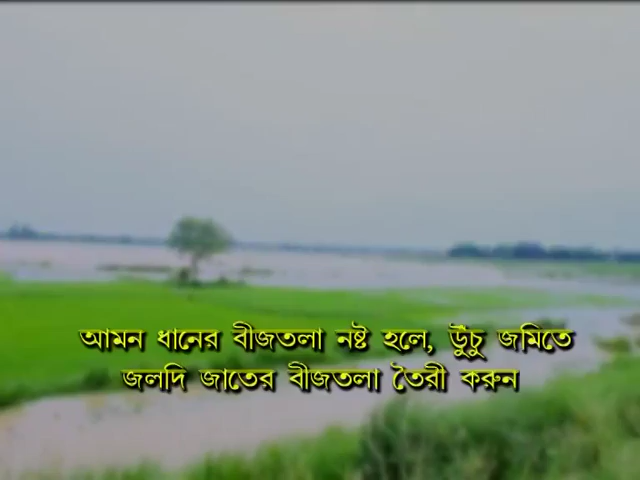 আমন ধানের বীজতলা নষ্ট হলে, উুঁচু জমিতে
জলদি জাতের বীজতলা তৈরী করুন